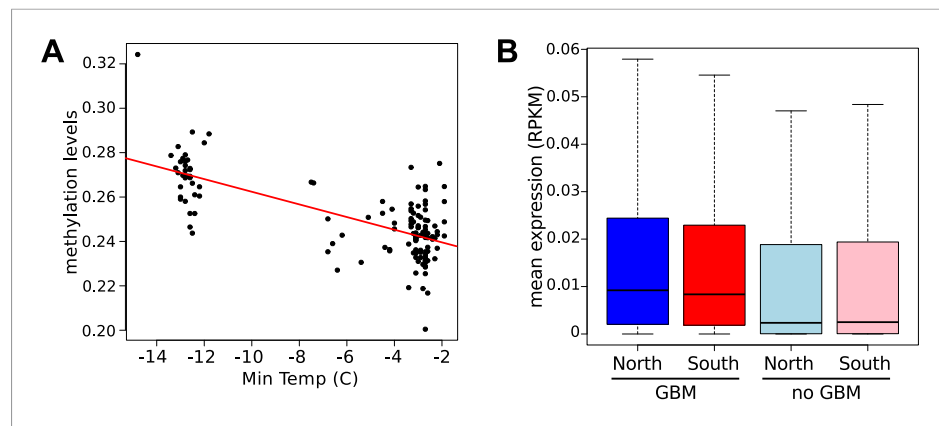 A
methylation levels
0.32
0.30
0.28
0.26
0.24
0.22
0.20
-14 -12 -10 -8 -6 -4 -2
Min Temp (C)
B
mean expression (RPKM)
0.06
0.05
0.04
0.03
0.02
0.01
0
North South North South
GBM no GBM